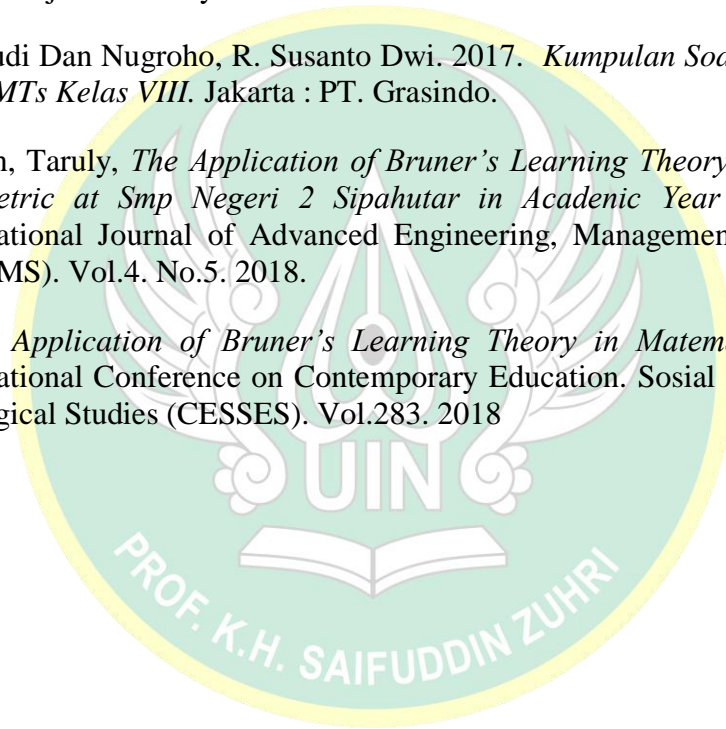 udi Dan Nugroho, R. Susanto Dwi. 2017. Kumpulan Soa
MTs Kelas VIII. Jakarta : PT. Grasindo.
n, Taruly, The Application of Bruner’s Learning Theory
etric at Smp Negeri 2 Sipahutar in Acadenic Year
ational Journal of Advanced Engineering, Management
MS). Vol.4. No.5. 2018.
Application of Bruner’s Learning Theory in Matem
ational Conference on Contemporary Education. Sosial
gical Studies (CESSES). Vol.283. 2018
UIN
PROF. K.H. SAIFUDDIN ZUHRI